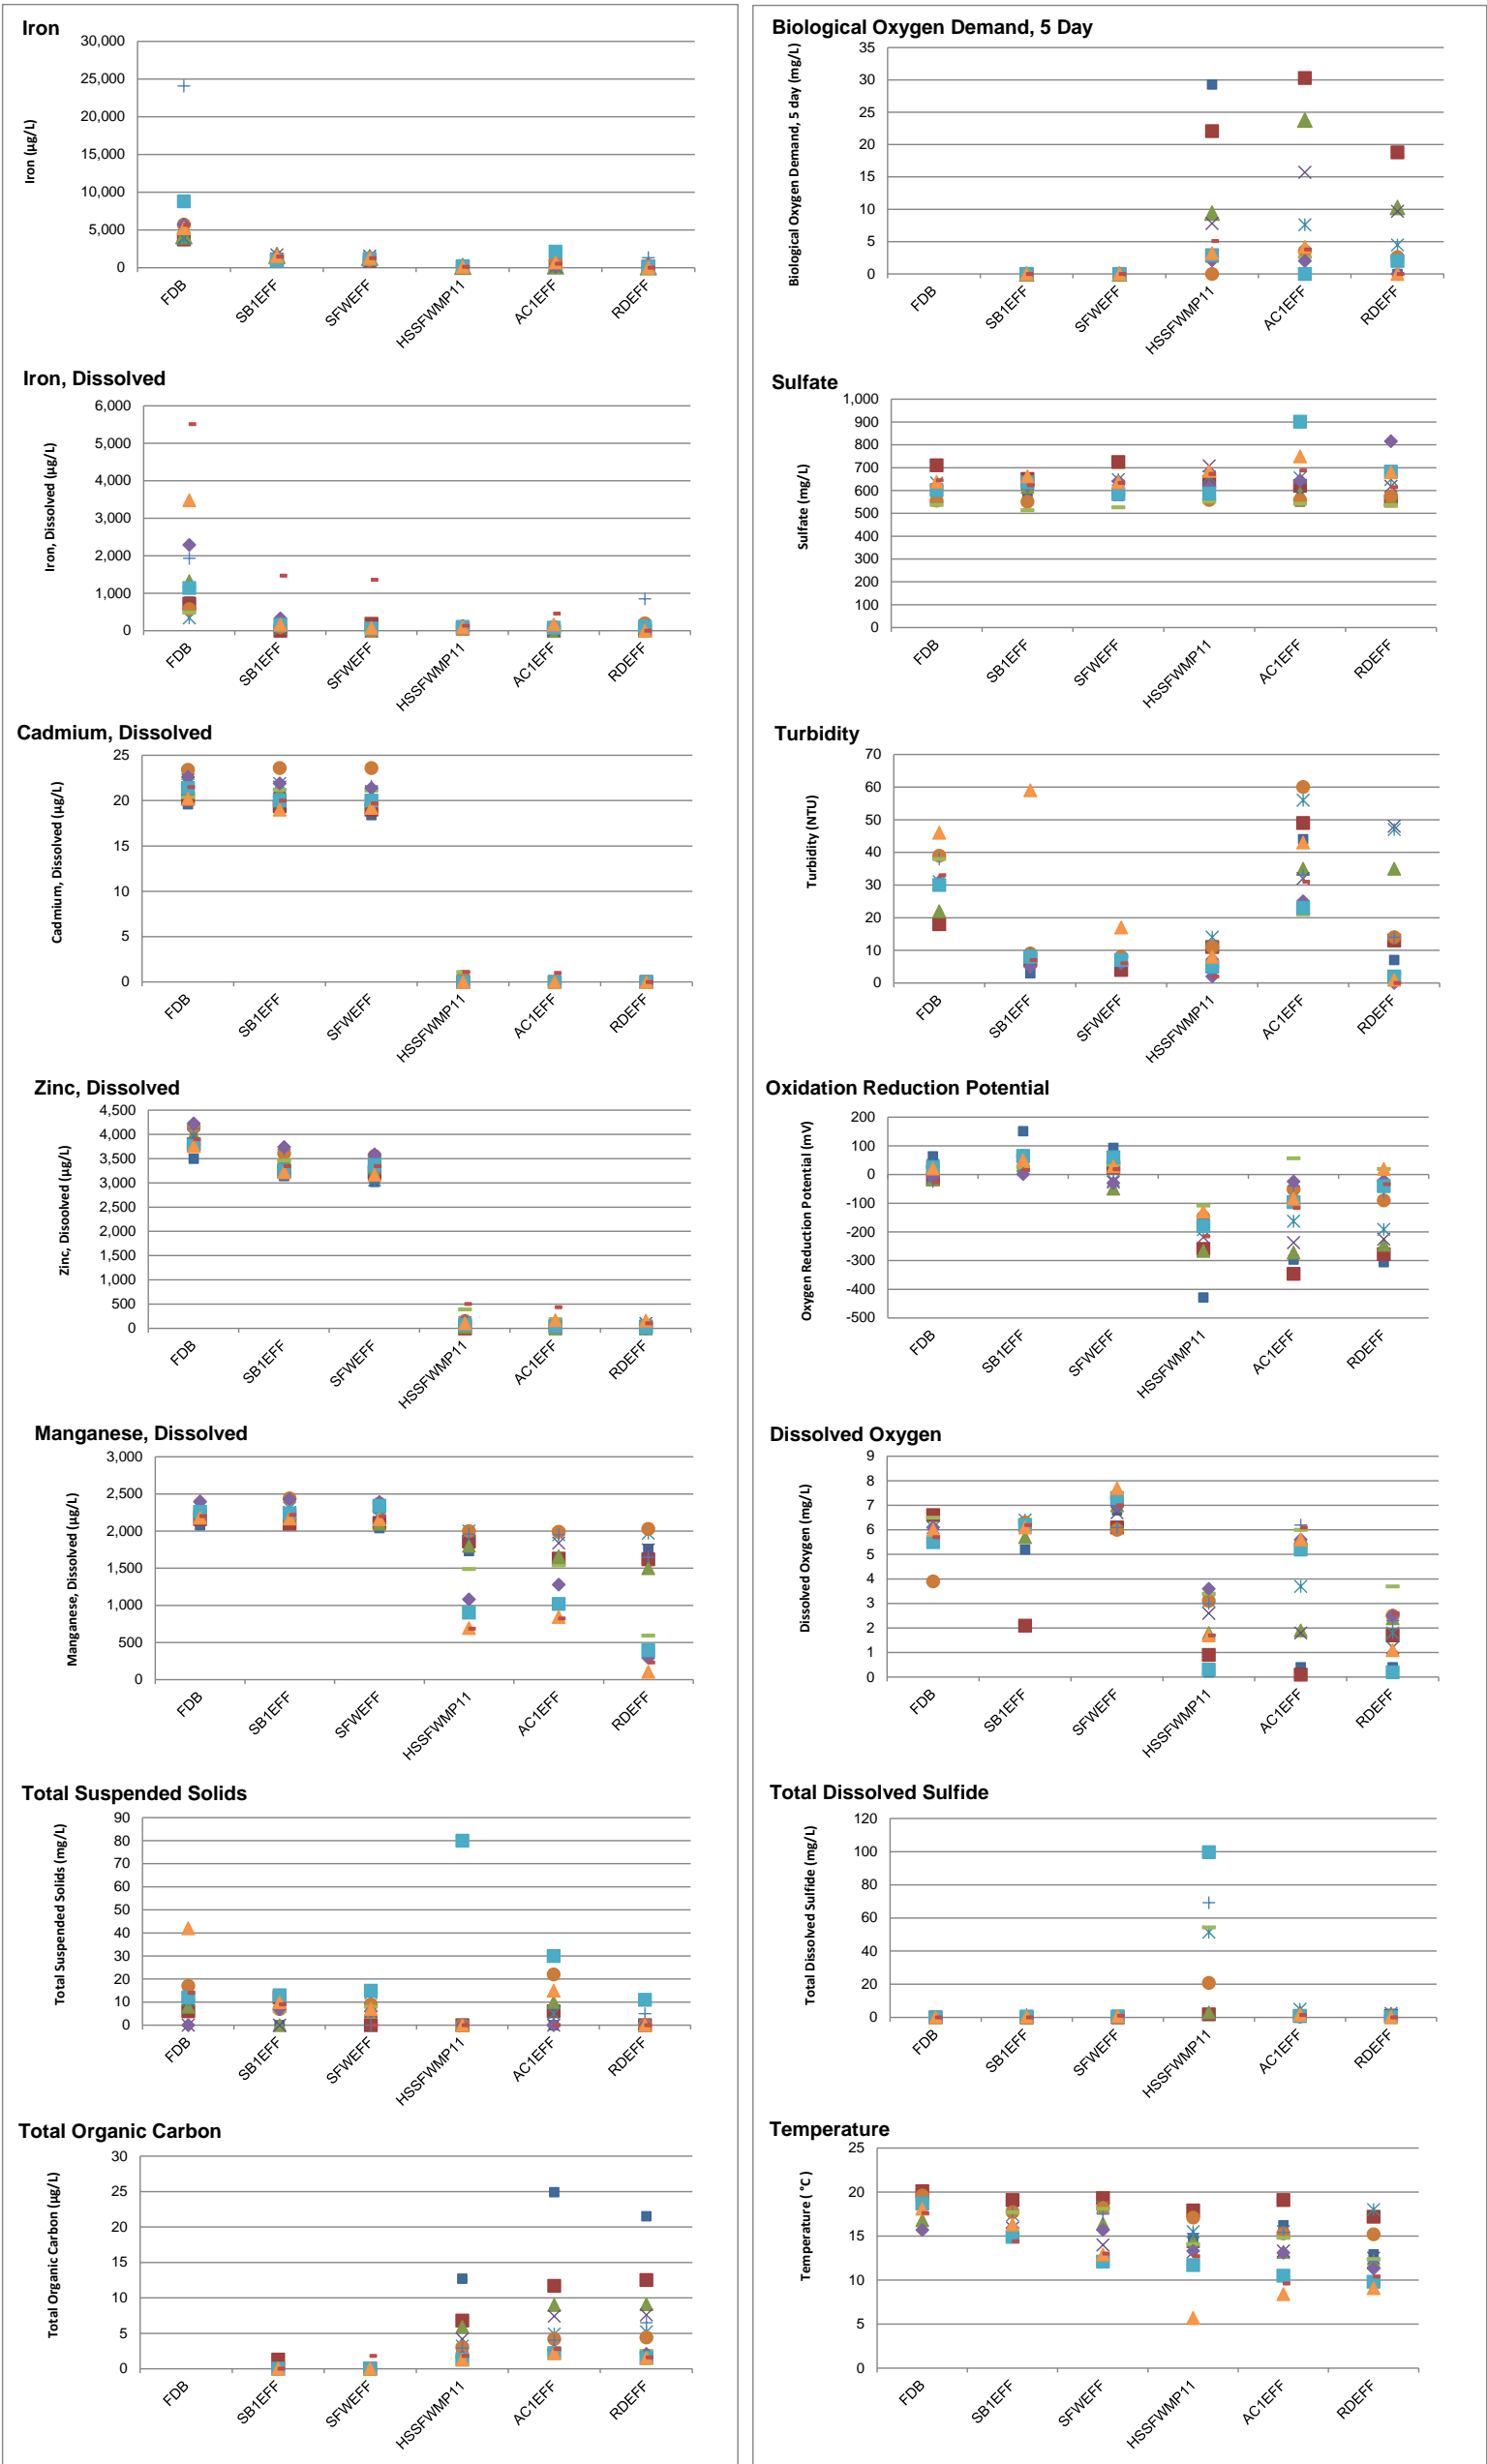 Iron
Iron (µg/L)
30,000
25,000
20,000
15,000
10,000
5,000
0
FDB
SB1EFF
SFWEFF
HSSFWMP11
AC1EFF
RDEFF
Iron, Dissolved
Iron, Dissolved (µg/L)
6,000
5,000
4,000
3,000
2,000
1,000
0
FDB
SB1EFF
SFWEFF
HSSFWMP11
AC1EFF
RDEFF
Cadmium, Dissolved
Cadmium, Dissolved (µg/L)
25
20
15
10
5
0
FDB
SB1EFF
SFWEFF
HSSFWMP11
AC1EFF
RDEFF
Zinc, Dissolved
Zinc, Disoolved (µg/L)
4,500
4,000
3,500
3,000
2,500
2,000
1,500
1,000
500
0
FDB
SB1EFF
SFWEFF
HSSFWMP11
AC1EFF
RDEFF
Manganese, Dissolved
Manganese, Dissolved (µg/L)
3,000
2,500
2,000
1,500
1,000
500
0
FDB
SB1EFF
SFWEFF
HSSFWMP11
AC1EFF
RDEFF
Total Suspended Solids
Total Suspended Solids (mg/L)
90
80
70
60
50
40
30
20
10
0
FDB
SB1EFF
SFWEFF
HSSFWMP11
AC1EFF
RDEFF
Total Organic Carbon
Total Organic Carbon (µg/L)
30
25
20
15
10
5
0
FDB
SB1EFF
SFWEFF
HSSFWMP11
AC1EFF
RDEFF
Biological Oxygen Demand, 5 Day
Biological Oxygen Demand, 5 day (mg/L)
35
30
25
20
15
10
5
0
FDB
SB1EFF
SFWEFF
HSSFWMP11
AC1EFF
RDEFF
Sulfate
Sulfate (mg/L)
1,000
900
800
700
600
500
400
300
200
100
0
FDB
SB1EFF
SFWEFF
HSSFWMP11
AC1EFF
RDEFF
Turbidity
Turbidity (NTU)
70
60
50
40
30
20
10
0
FDB
SB1EFF
SFWEFF
HSSFWMP11
AC1EFF
RDEFF
Oxidation Reduction Potential
Oxygen Reduction Potential (mV)
200
100
0
-100
-200
-300
-400
-500
FDB
SB1EFF
SFWEFF
HSSFWMP11
AC1EFF
RDEFF
Dissolved Oxygen
Dissolved Oxygen (mg/L)
9
8
7
6
5
4
3
2
1
0
FDB
SB1EFF
SFWEFF
HSSFWMP11
AC1EFF
RDEFF
Total Dissolved Sulfide
Total Dissolved Sulfide (mg/L)
120
100
80
60
40
20
0
FDB
SB1EFF
SFWEFF
HSSFWMP11
AC1EFF
RDEFF
Temperature
Temperature ( °C )
25
20
15
10
5
0
FDB
SB1EFF
SFWEFF
HSSFWMP11
AC1EFF
RDEFF